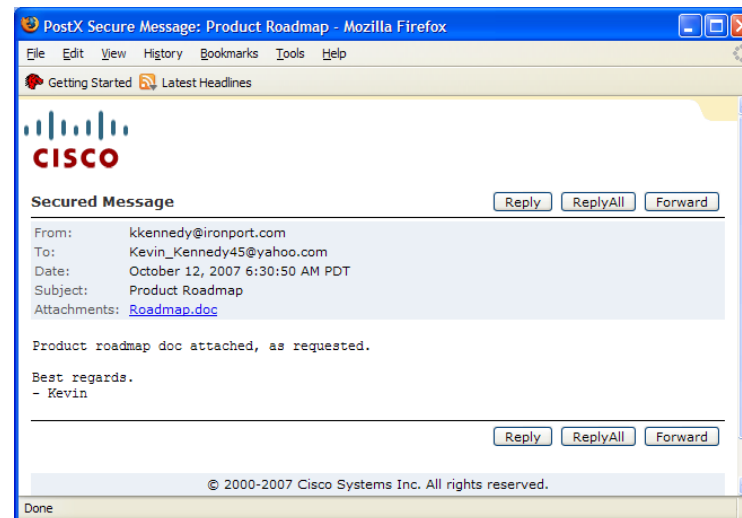 PostX Secure Message: Product Roadmap - Mozilla Firefox
File Edit View History Bookmarks Tools Help
Getting Started Latest Headlines
CISCO
Secured Message Reply ReplyAll Forward
From: kkennedy@ironport.com
To: Kevin_Kennedy45@yahoo.com
Date: October 12, 2007 6:30:50 AM PDT
Subject: Product Roadmap
Attachments: Roadmap.doc
Product roadmap doc attached, as requested.
Best regards.
- Kevin
Reply ReplyAll Forward
© 2000-2007 Cisco Systems Inc. All rights reserved.
Done